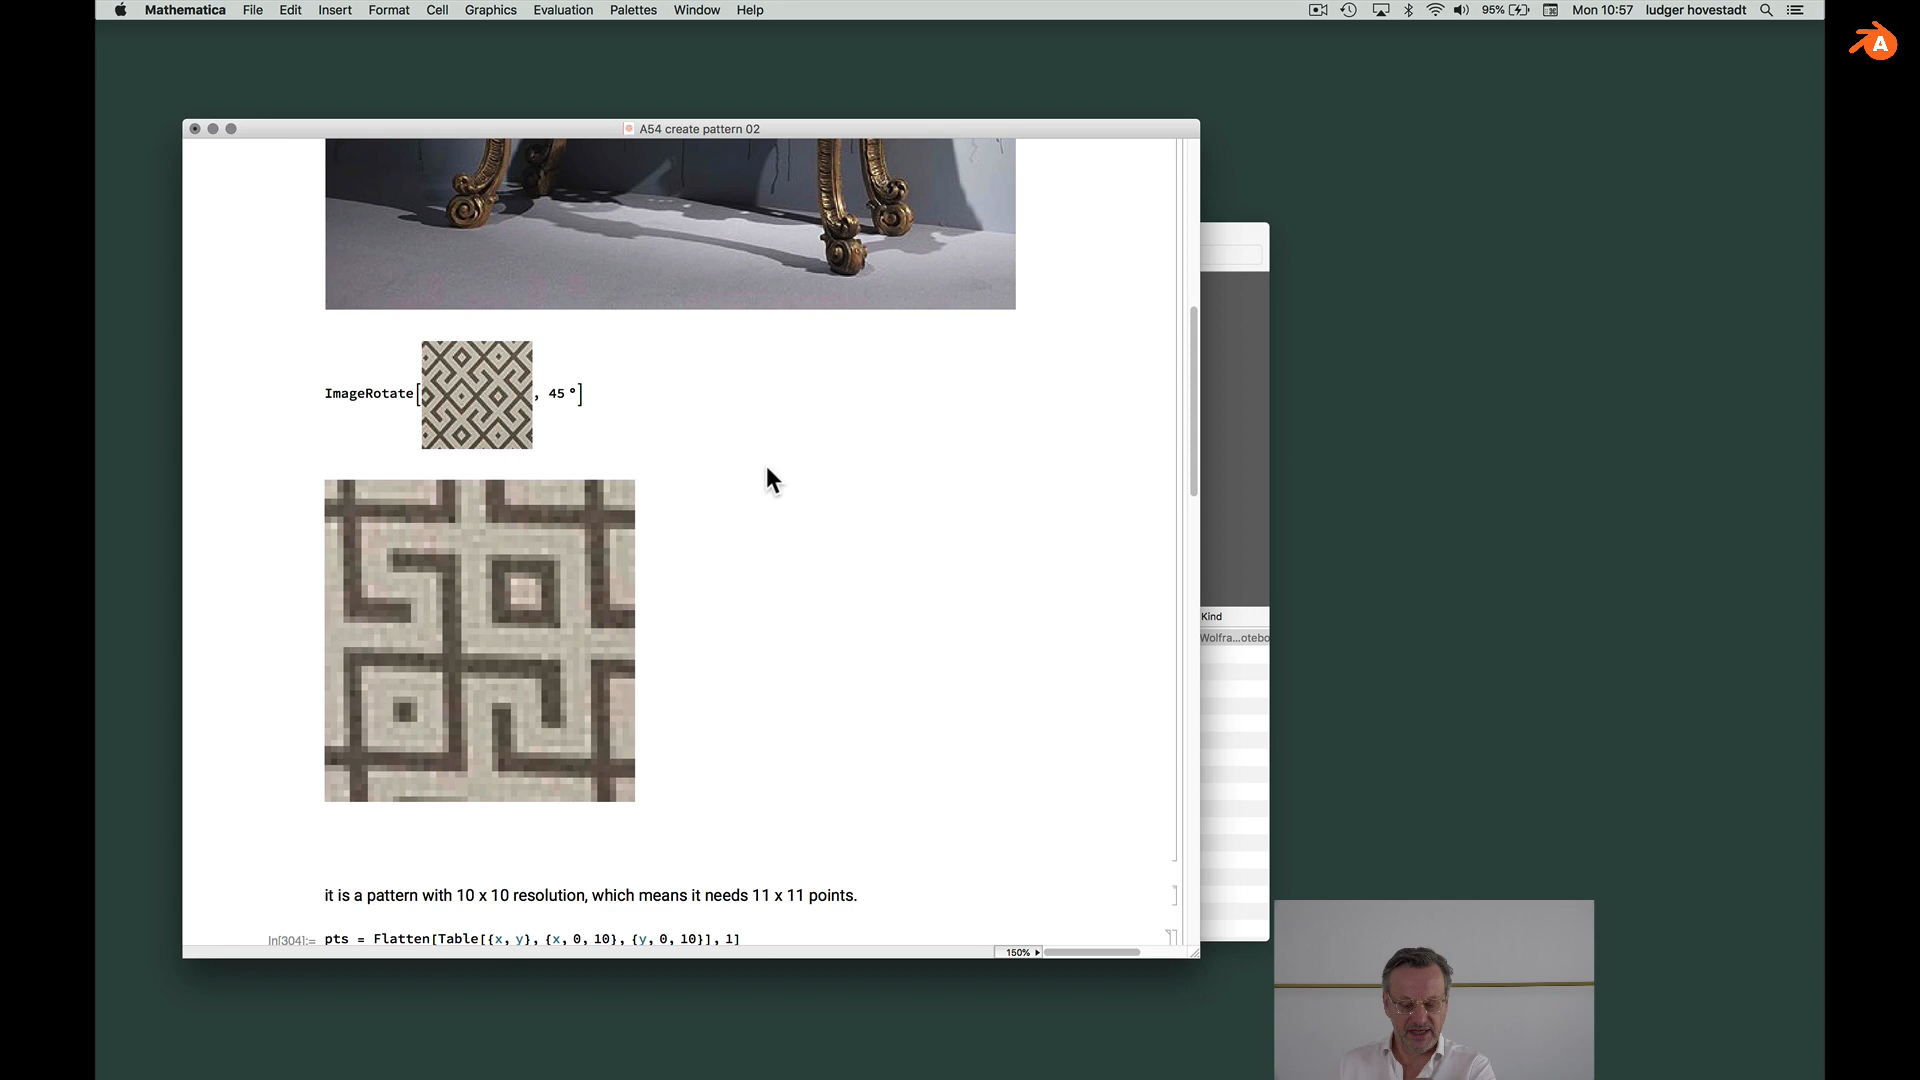 Mathematica File Edit Insert Format Cell Graphics Evaluation Palettes Window Help 95% Mon 10:57 ludger hovestadt
A
A54 create pattern 02
ImageRotate[ , 45 °]
Kind
Wolfra...otebo
it is a pattern with 10 x 10 resolution, which means it needs 11 x 11 points.
In[304]:= pts = Flatten[Table[{x, y}, {x, 0, 10}, {y, 0, 10}], 1]
150%